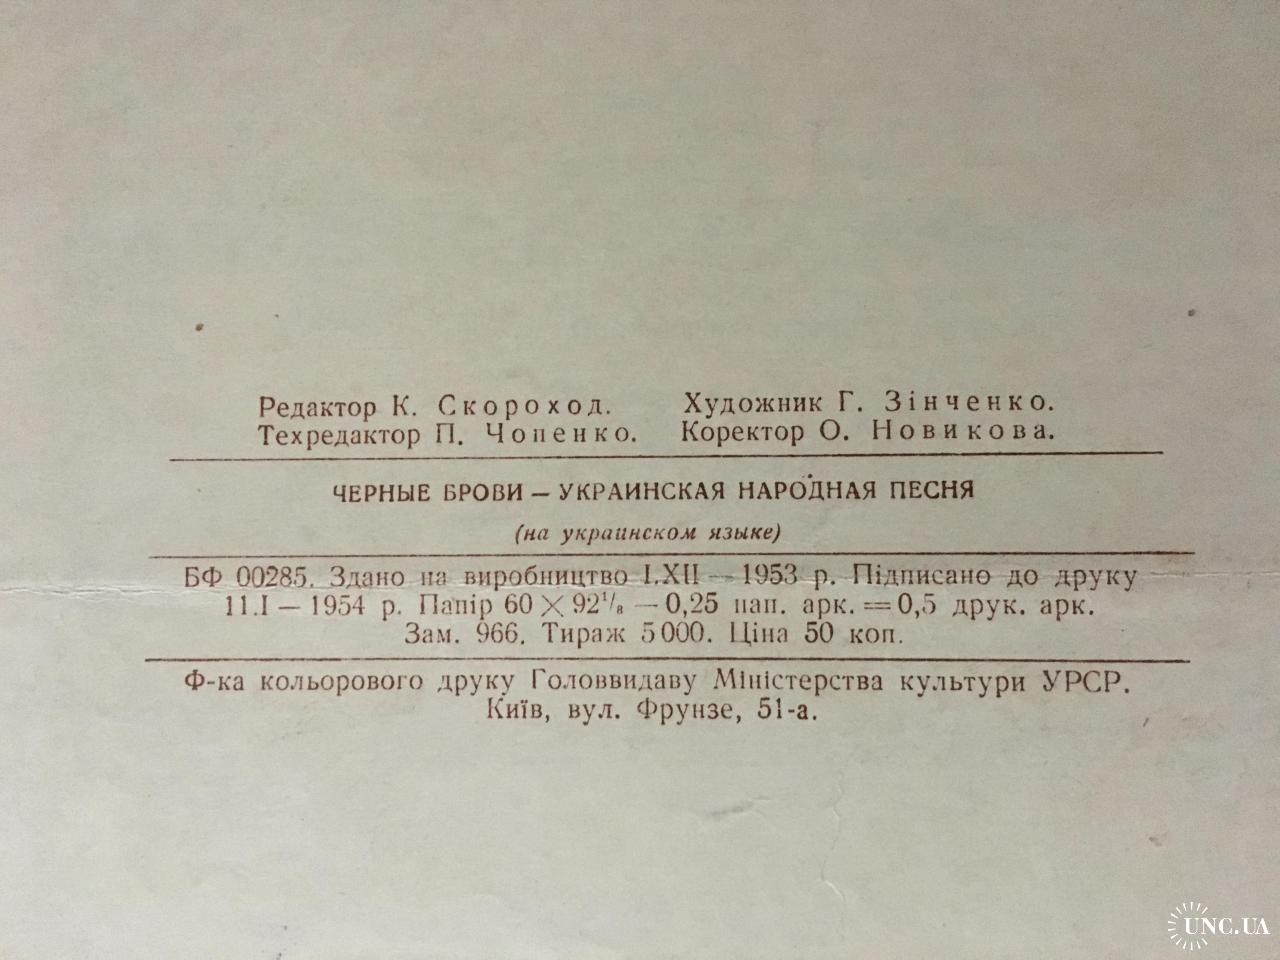 Редактор К. Скороход. Художник Г. Зінченко.
Техредактор П. Чопенко. Коректор О. Новикова.
ЧЕРНЫЕ БРОВИ — УКРАИНСКАЯ НАРОДНАЯ ПЕСНЯ
(на украинском языке)
БФ 00285. Здано на виробництво I.XII — 1953 р. Підписано до друку
11.I — 1954 р. Папір 60 × 92¹/₈ — 0,25 пап. арк. = 0,5 друк. арк.
Зам. 966. Тираж 5000. Ціна 50 коп.
Ф-ка кольорового друку Головвидаву Міністерства культури УРСР.
Київ, вул. Фрунзе, 51-а.
UNC.UA